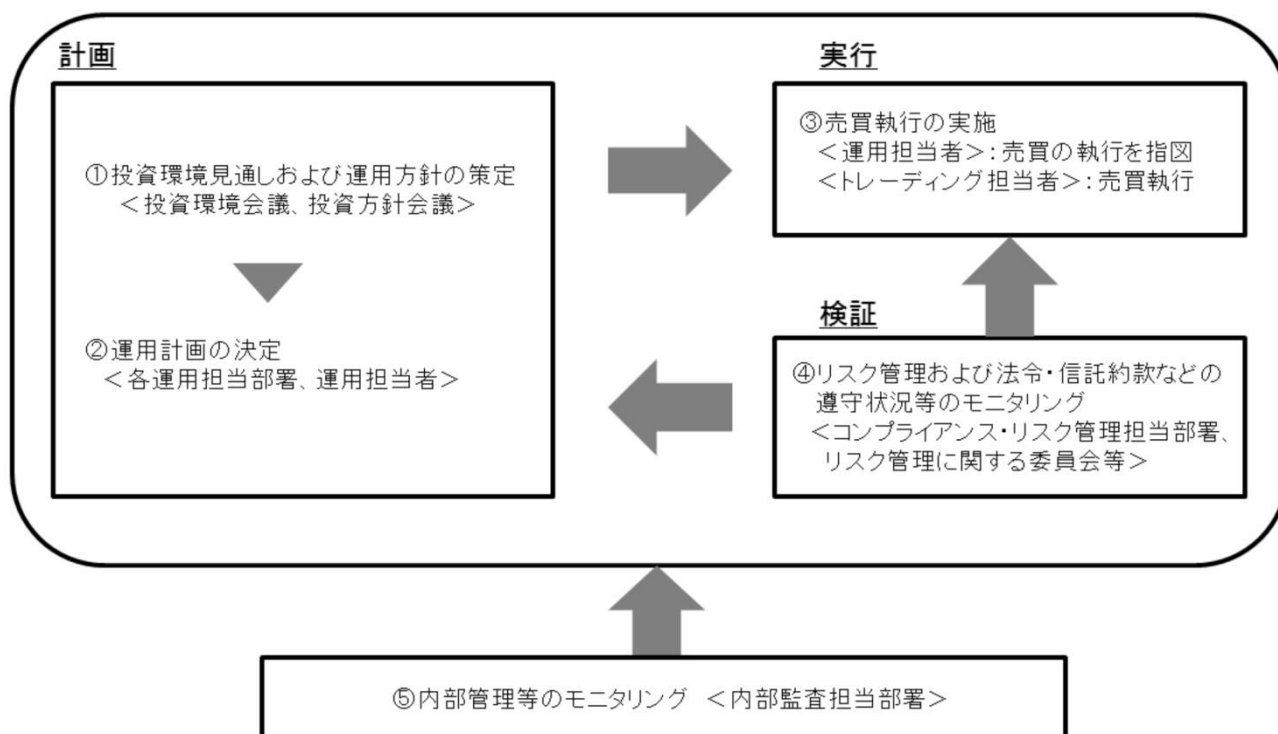 計画
①投資環境見通しおよび運用方針の策定
<投資環境会議、投資方針会議>
②運用計画の決定
<各運用担当部署、運用担当者>
実行
③売買執行の実施
<運用担当者>:売買の執行を指図
<トレーディング担当者>:売買執行
検証
④リスク管理および法令・信託約款などの
遵守状況等のモニタリング
<コンプライアンス・リスク管理担当部署、
リスク管理に関する委員会等>
⑤内部管理等のモニタリング <内部監査担当部署>